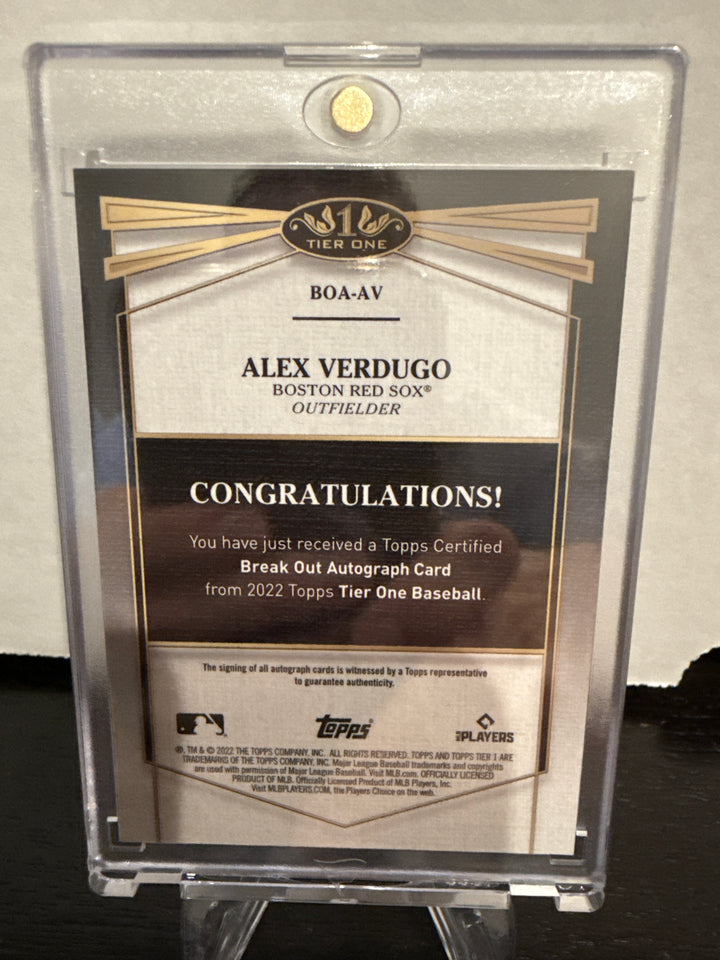 1
TIER ONE
BOA-AV
ALEX VERDUGO
BOSTON RED SOX®
OUTFIELDER
CONGRATULATIONS!
You have just received a Topps Certified
Break Out Autograph Card
from 2022 Topps Tier One Baseball.
The signing of all autograph cards is witnessed by a Topps representative
to guarantee authenticity.
topps®
MLB PLAYERS
®, TM & © 2022 THE TOPPS COMPANY, INC. ALL RIGHTS RESERVED. TOPPS AND TOPPS TIER 1 ARE
TRADEMARKS OF THE TOPPS COMPANY, INC. Major League Baseball trademarks and copyrights
are used with permission of Major League Baseball. Visit MLB.com. OFFICIALLY LICENSED
PRODUCT OF MLB. Officially Licensed Product of MLB Players, Inc.
Visit MLBPLAYERS.COM, the Players Choice on the web.